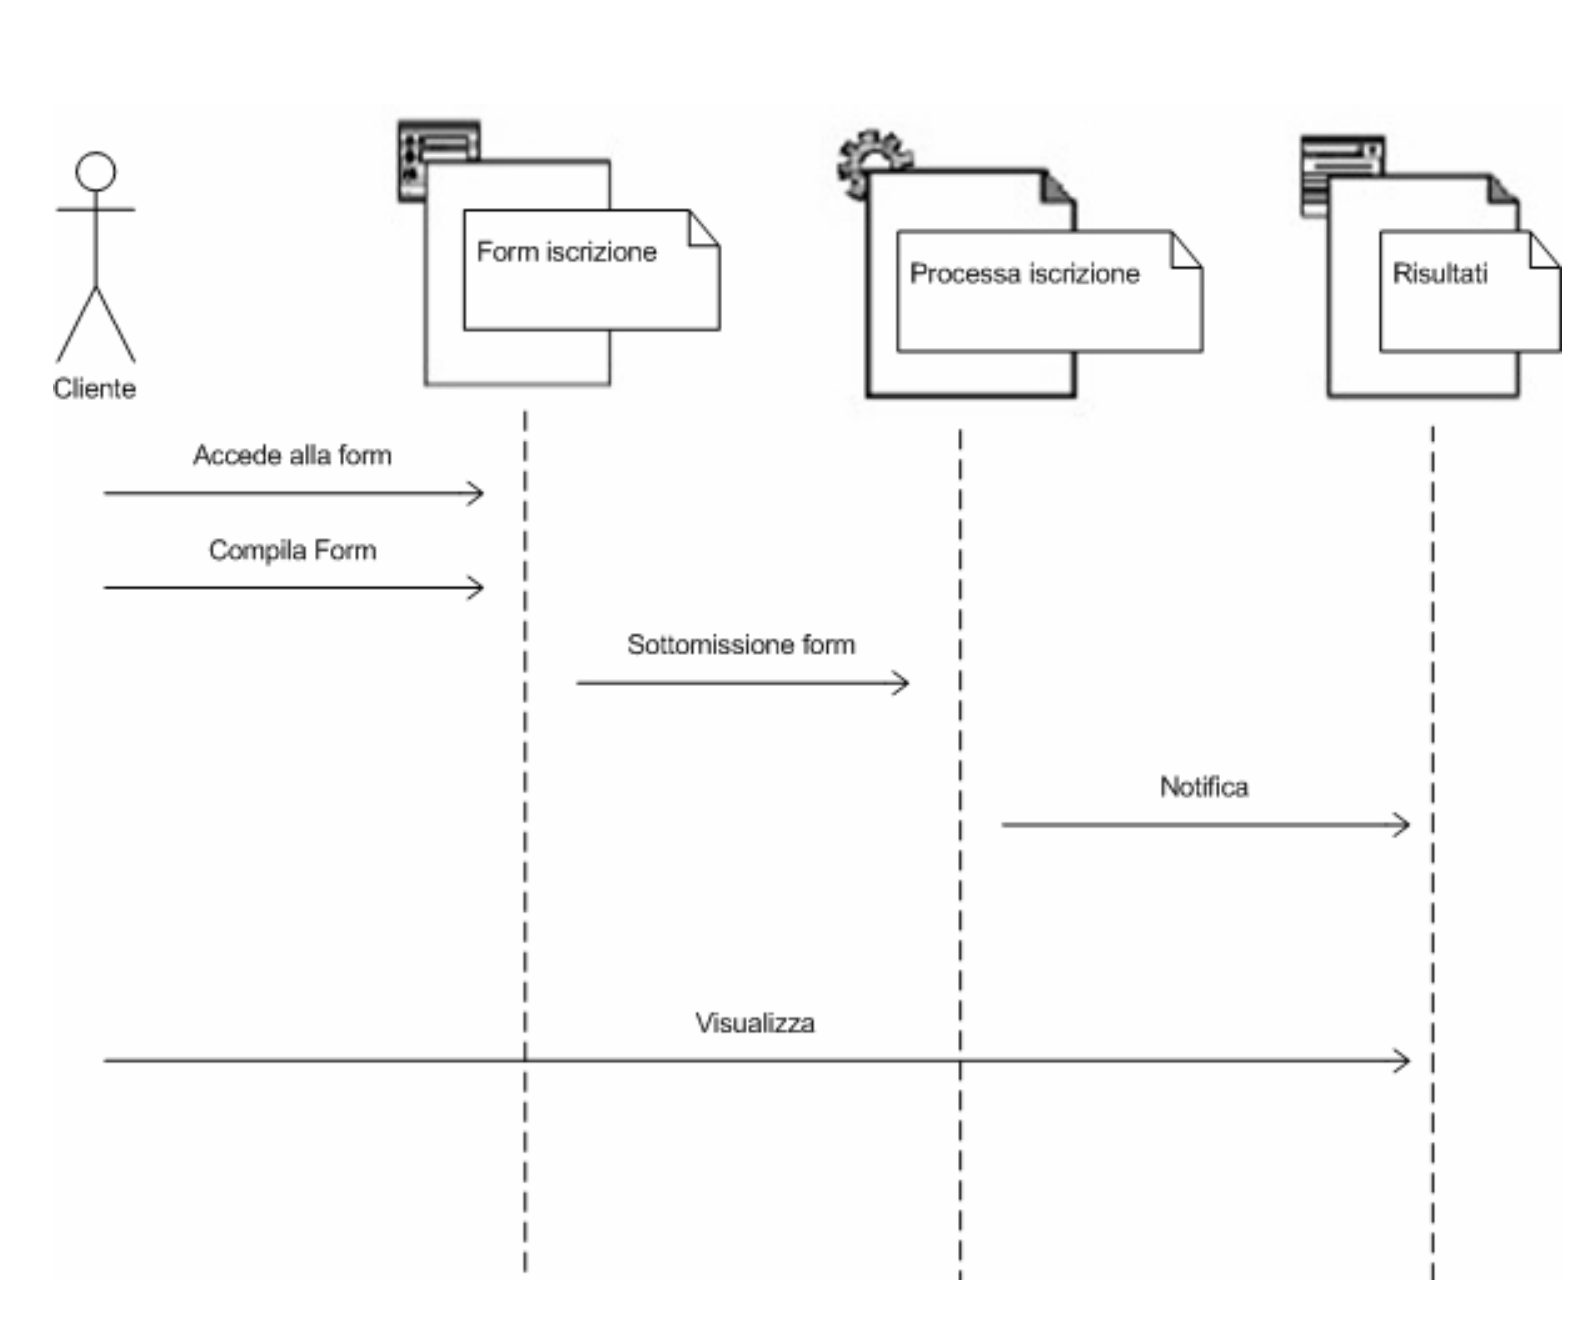 Form iscrizione
Processa iscrizione
Risultati
Cliente
Accede alla form
Compila Form
Sottomissione form
Notifica
Visualizza